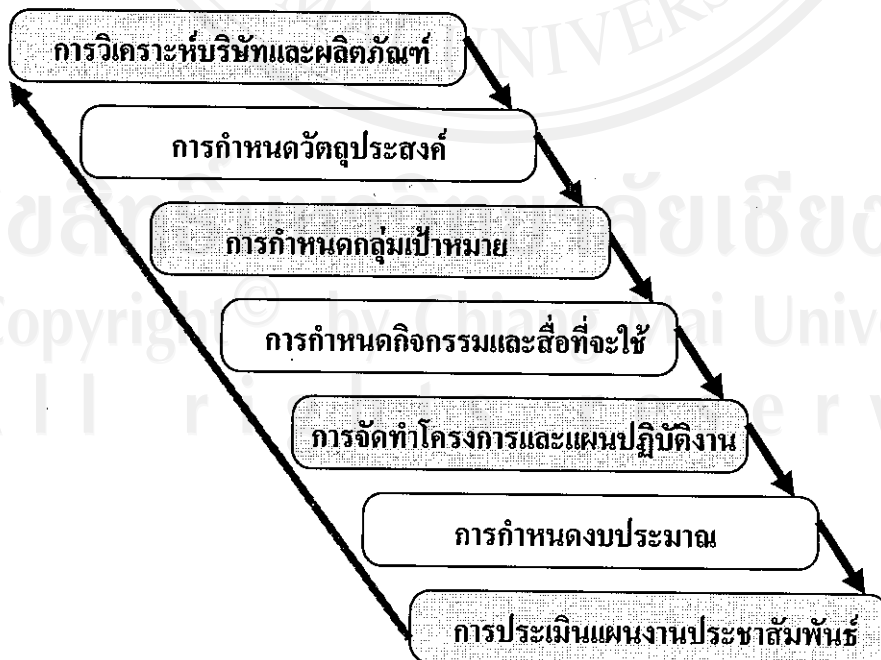 UNIVERS
การวิเคราะห์บริษัทและผลิตภัณฑ์
การกำหนดวัตถุประสงค์
การกำหนดกลุ่มเป้าหมาย
การกำหนดกิจกรรมและสื่อที่จะใช้
Copyright© by Chiang Mai Univer
การจัดทำโครงการและแผนปฏิบัติงาน
All r
การกำหนดงบประมาณ
การประเมินแผนงานประชาสัมพันธ์